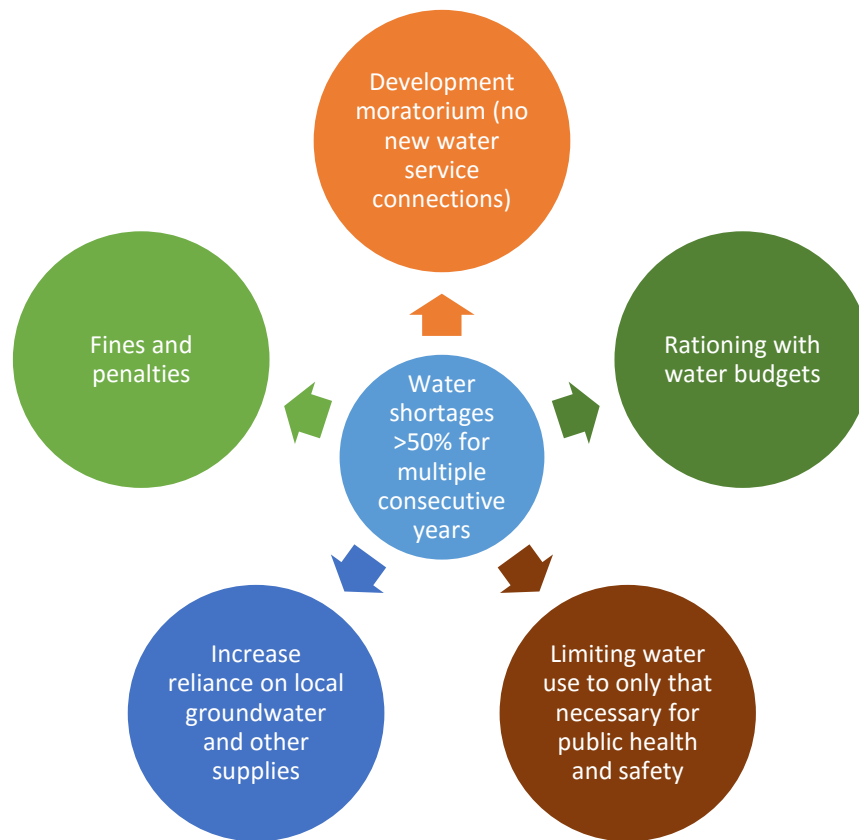 Development
moratorium (no
new water
service
connections)
Fines and
penalties
Rationing with
water budgets
Water
shortages
>50% for
multiple
consecutive
years
Increase
reliance on local
groundwater
and other
supplies
Limiting water
use to only that
necessary for
public health
and safety